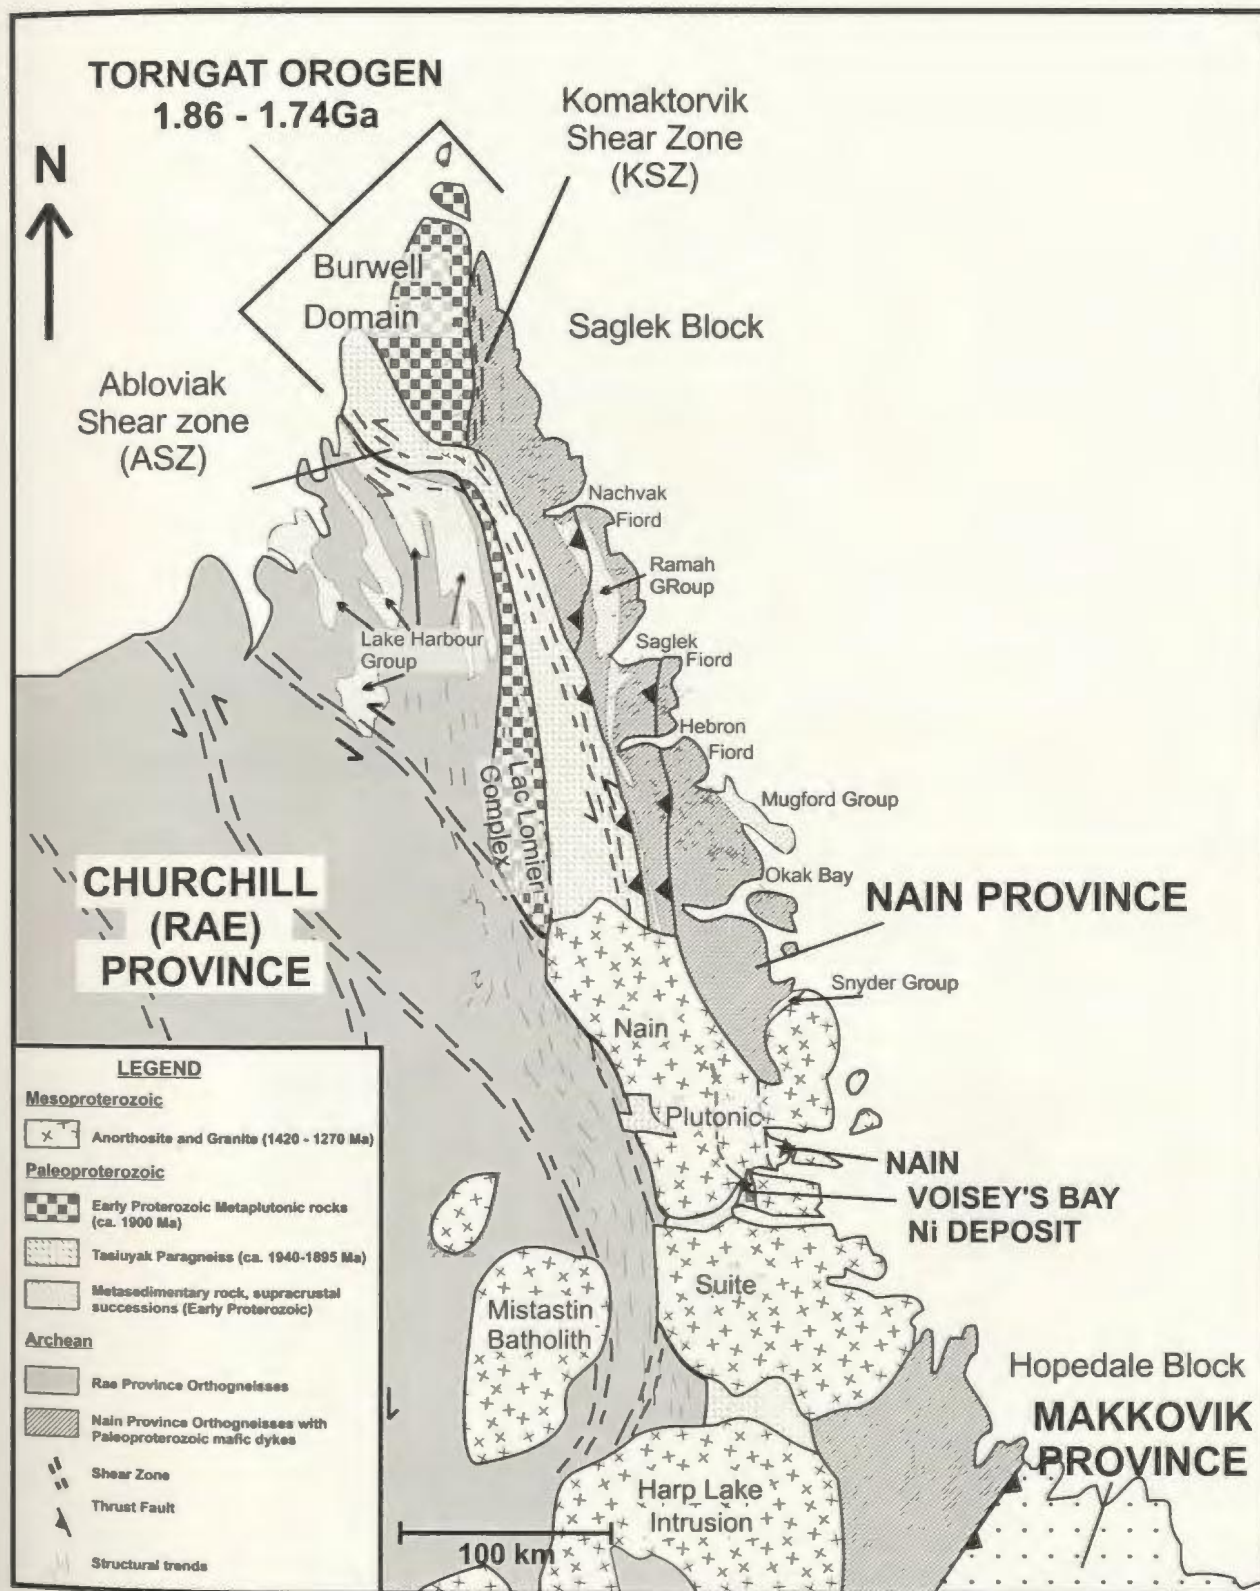 TORNGAT OROGEN
1.86 - 1.74Ga
Komaktorvik
Shear Zone
(KSZ)
N
Burwell
Domain
Saglek Block
Abloviak
Shear zone
(ASZ)
Nachvak
Fiord
Ramah
GRoup
Lake Harbour
Group
Saglek
Fiord
Hebron
Fiord
Lac Lomier
Complex
Mugford Group
Okak Bay
CHURCHILL
(RAE)
PROVINCE
NAIN PROVINCE
Snyder Group
Nain
Plutonic
Suite
NAIN
VOISEY'S BAY
Ni DEPOSIT
Mistastin
Batholith
Hopedale Block
MAKKOVIK
PROVINCE
Harp Lake
Intrusion
100 km
LEGEND
Mesoproterozoic
Anorthosite and Granite (1420 - 1270 Ma)
Paleoproterozoic
Early Proterozoic Metaplutonic rocks
(ca. 1900 Ma)
Tasiuyak Paragneiss (ca. 1940-1895 Ma)
Metasedimentary rock, supracrustal
successions (Early Proterozoic)
Archean
Rae Province Orthogneisses
Nain Province Orthogneisses with
Paleoproterozoic mafic dykes
Shear Zone
Thrust Fault
Structural trends